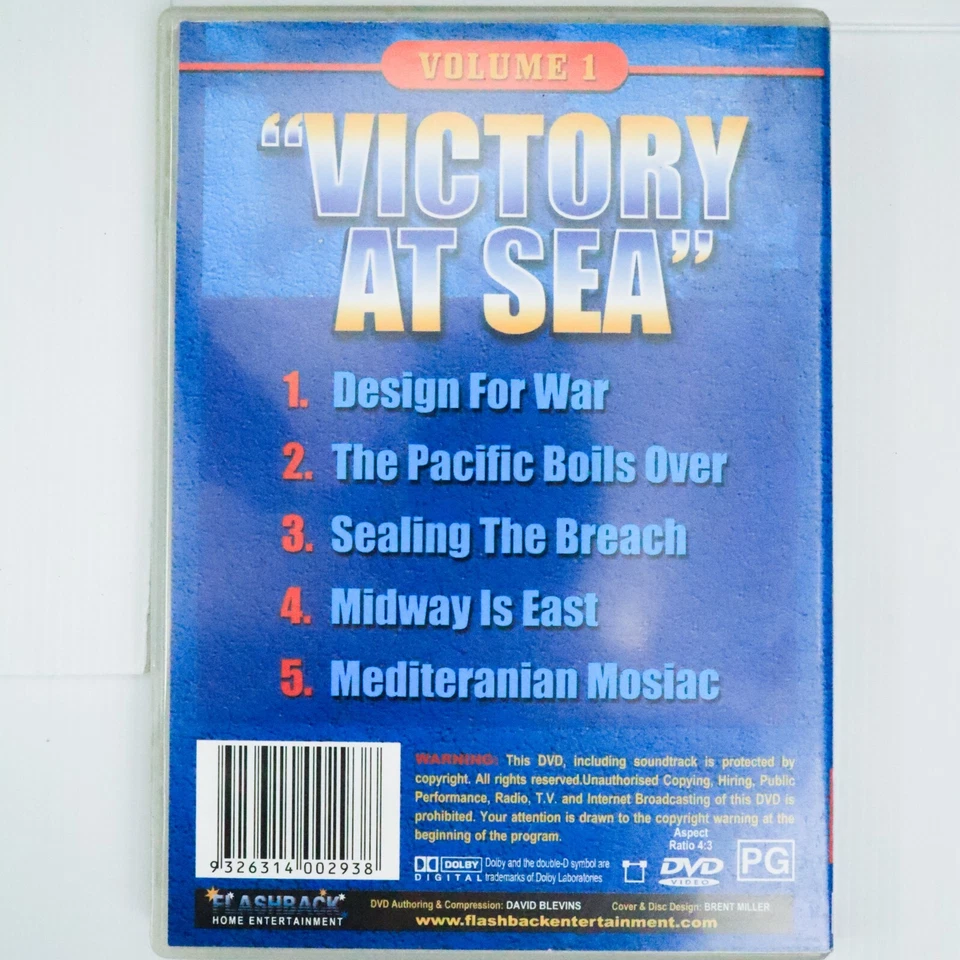 VOLUME 1
“VICTORY
AT SEA”
1. Design For War
2. The Pacific Boils Over
3. Sealing The Breach
4. Midway Is East
5. Mediteranian Mosiac
WARNING: This DVD, including soundtrack is protected by
copyright. All rights reserved.Unauthorised Copying, Hiring, Public
Performance, Radio, T.V. and Internet Broadcasting of this DVD is
prohibited. Your attention is drawn to the copyright warning at the
beginning of the program.
Aspect
Ratio 4:3
9 326314 002938
DOLBY
DIGITAL
Dolby and the double-D symbol are
trademarks of Dolby Laboratories
DVD
VIDEO
PG
FLASHBACK
HOME ENTERTAINMENT
DVD Authoring & Compression: DAVID BLEVINS Cover & Disc Design: BRENT MILLER
www.flashbackentertainment.com